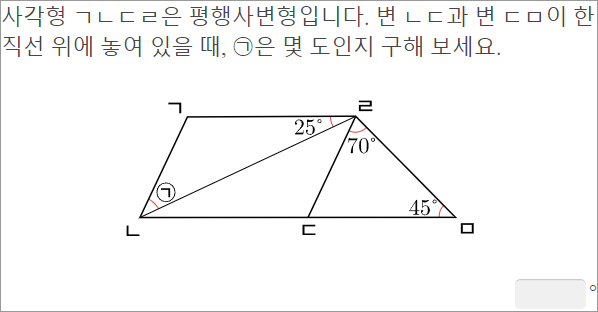 사각형 ㄱㄴㄷㄹ은 평행사변형입니다. 변 ㄴㄷ과 변 ㄷㅁ이 한
직선 위에 놓여 있을 때, ㉠은 몇 도인지 구해 보세요.
ㄱ ㄹ
25°
70°
㉠
45°
ㄴ ㄷ ㅁ
°